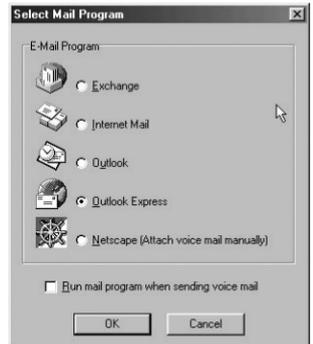 Select Mail Program
E-Mail Program
Exchange
Internet Mail
Outlook
Outlook Express
Netscape (Attach voice mail manually)
Run mail program when sending voice mail
OK
Cancel